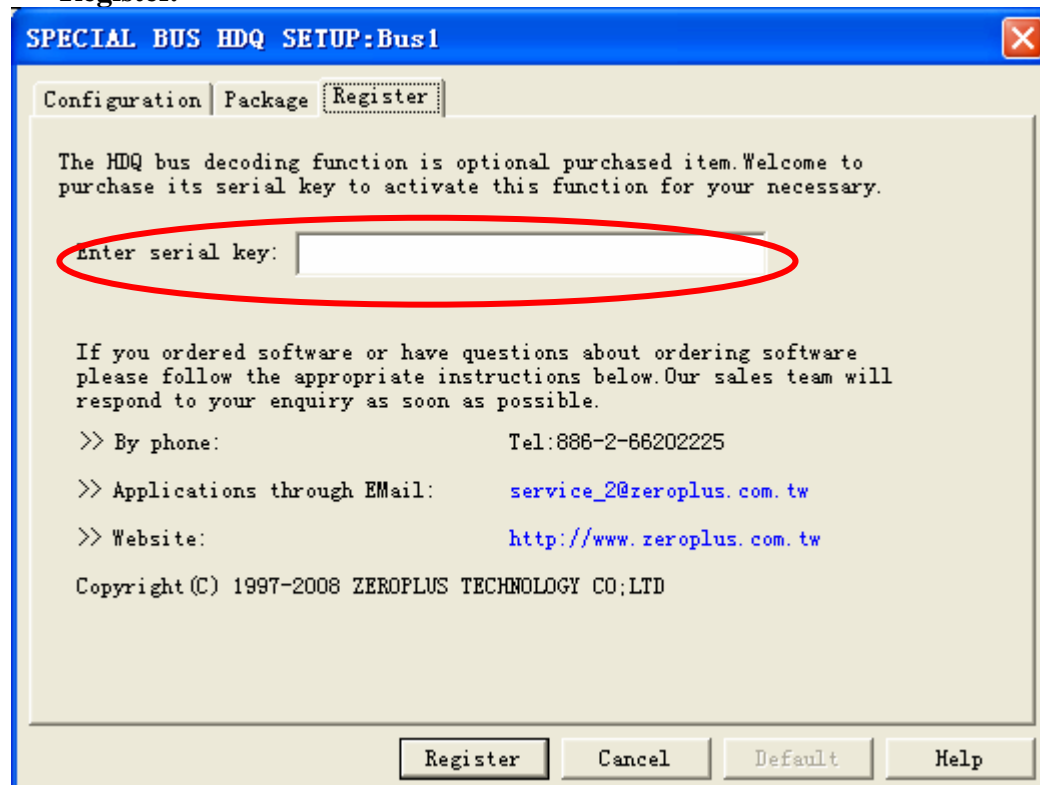 Register.
SPECIAL BUS HDQ SETUP:Bus1
Configuration Package Register
The HDQ bus decoding function is optional purchased item.Welcome to
purchase its serial key to activate this function for your necessary.
Enter serial key:
If you ordered software or have questions about ordering software
please follow the appropriate instructions below.Our sales team will
respond to your enquiry as soon as possible.
>> By phone: Tel:886-2-66202225
>> Applications through EMail: service_2@zeroplus.com.tw
>> Website: http://www.zeroplus.com.tw
Copyright(C) 1997-2008 ZEROPLUS TECHNOLOGY CO;LTD
Register Cancel Default Help